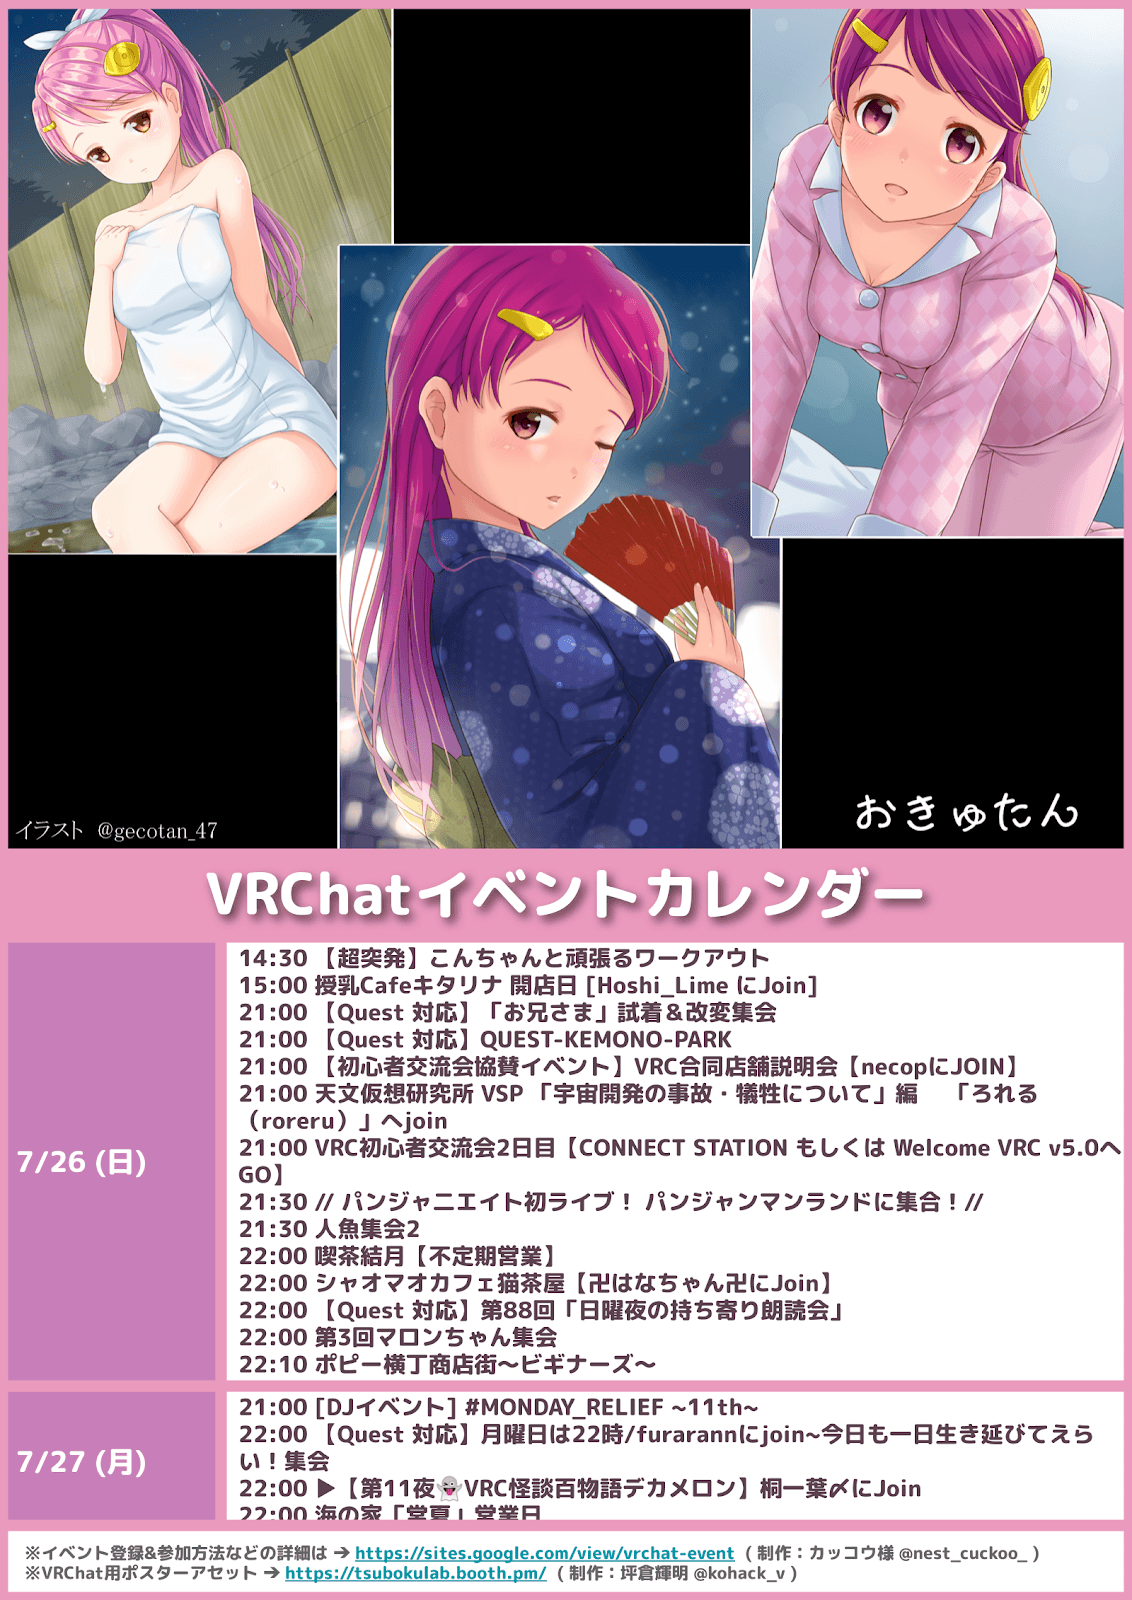 イラスト @gecotan_47
おきゅたん
VRChatイベントカレンダー
7/26 (日)
14:30 【超突発】こんちゃんと頑張るワークアウト
15:00 授乳Cafeキタリナ 開店日 [Hoshi_Lime にJoin]
21:00 【Quest 対応】「お兄さま」試着＆改変集会
21:00 【Quest 対応】QUEST-KEMONO-PARK
21:00 【初心者交流会協賛イベント】VRC合同店舗説明会【necopにJOIN】
21:00 天文仮想研究所 VSP 「宇宙開発の事故・犠牲について」編　「ろれる
（roreru）」へjoin
21:00 VRC初心者交流会2日目【CONNECT STATION もしくは Welcome VRC v5.0へ
GO】
21:30 // パンジャニエイト初ライブ！ パンジャンマンランドに集合！//
21:30 人魚集会2
22:00 喫茶結月【不定期営業】
22:00 シャオマオカフェ猫茶屋【卍はなちゃん卍にJoin】
22:00 【Quest 対応】第88回「日曜夜の持ち寄り朗読会」
22:00 第3回マロンちゃん集会
22:10 ポピー横丁商店街～ビギナーズ～
7/27 (月)
21:00 [DJイベント] #MONDAY_RELIEF ~11th~
22:00 【Quest 対応】月曜日は22時/furarannにjoin~今日も一日生き延びてえら
い！集会
22:00 ▶【第11夜👻VRC怪談百物語デカメロン】桐一葉〆にJoin
22:00 海の家「常夏」営業日
※イベント登録&参加方法などの詳細は → https://sites.google.com/view/vrchat-event （ 制作：カッコウ様 @nest_cuckoo_ ）
※VRChat用ポスターアセット → https://tsubokulab.booth.pm/ （ 制作：坪倉輝明 @kohack_v ）